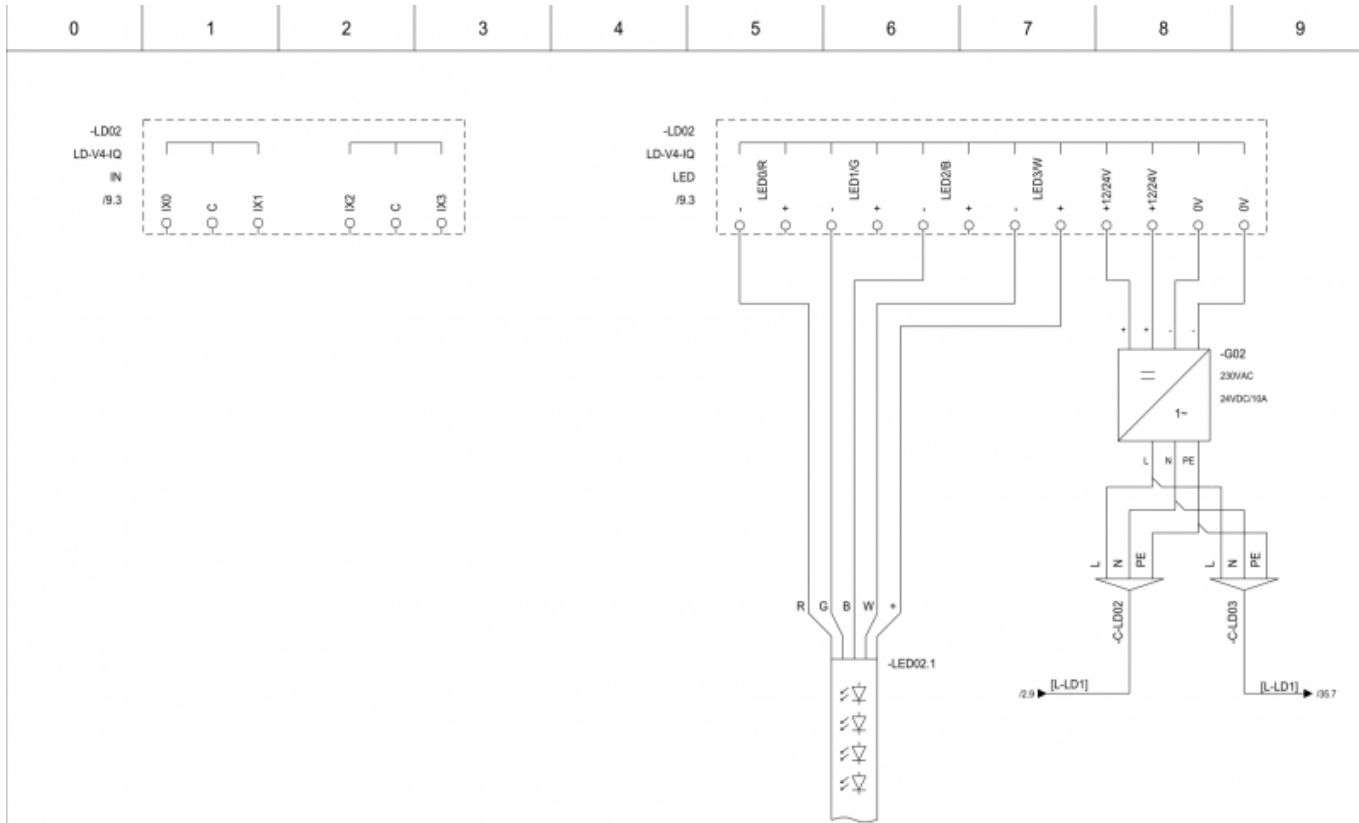 0 1 2 3 4 5 6 7 8 9
-LD02
LD-V4-IQ
IN
/9.3
IX0 C IX1 IX2 C IX3
-LD02
LD-V4-IQ
LED
/9.3
LED0/R LED1/G LED2/B LED3/W +12/24V +12/24V 0V 0V
- + - + - + - +
+ + - -
-G02
230VAC
24VDC/10A
1~
L N PE
L N PE L N PE
R G B W +
-C-LD02 -C-LD03
-LED02.1
/2.9 [L-LD1] [L-LD1] /35.7